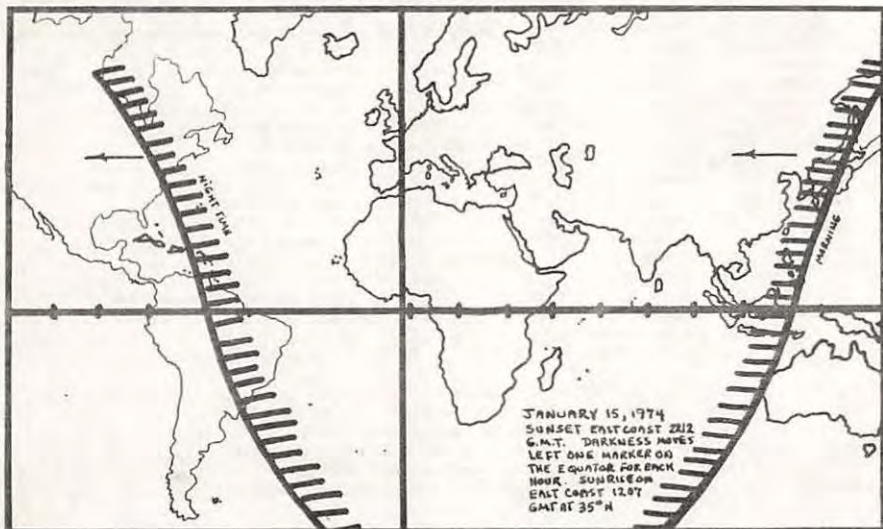 NIGHT TIME
MORNING
JANUARY 15, 1974
SUNSET EAST COAST 2212
G.M.T. DARKNESS MOVES
LEFT ONE MARKER ON
THE EQUATOR FOR EACH
HOUR. SUNRISE ON
EAST COAST 1207
GMT AT 35° N